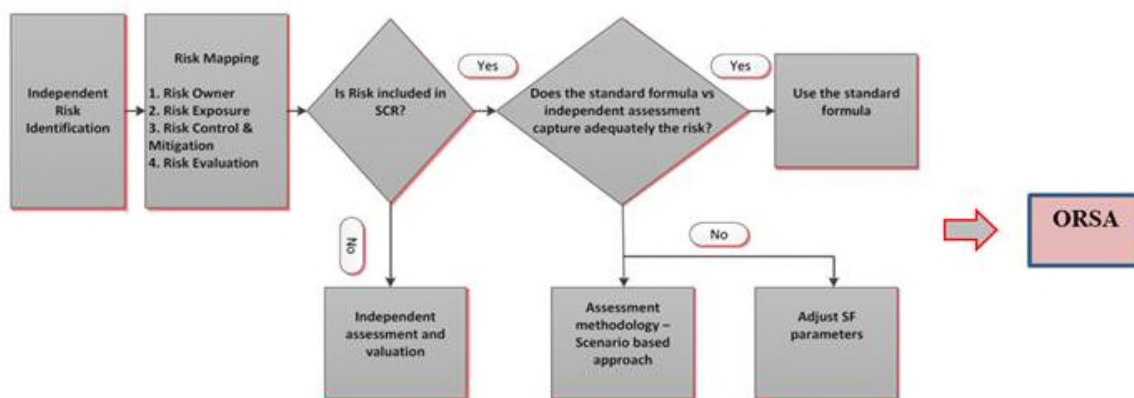 Independent
Risk
Identification
Risk Mapping
1. Risk Owner
2. Risk Exposure
3. Risk Control &
Mitigation
4. Risk Evaluation
Is Risk included in
SCR?
Yes
Does the standard formula vs
independent assessment
capture adequately the risk?
Yes
Use the standard
formula
ORSA
No
No
Independent
assessment and
valuation
Assessment
methodology –
Scenario based
approach
Adjust SF
parameters